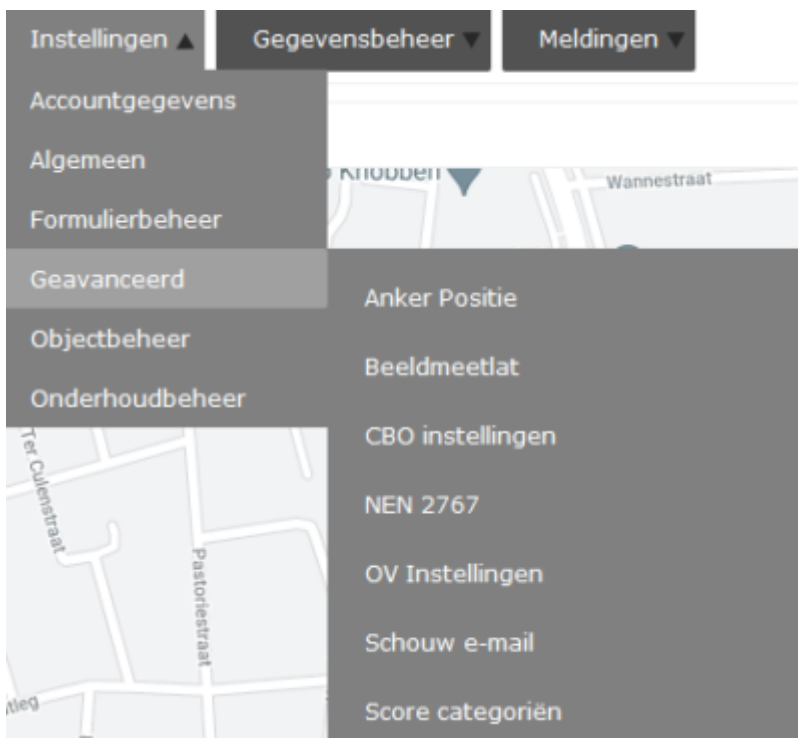 Instellingen ▲ Gegevensbeheer ▼ Meldingen ▼
Accountgegevens
Algemeen
Knobben
Wannestraat
Formulierbeheer
Geavanceerd
Anker Positie
Objectbeheer
Beeldmeetlat
Onderhoudbeheer
CBO instellingen
Ter Culenstraat
NEN 2767
Pastoriestraat
OV Instellingen
Schouw e-mail
Score categoriën